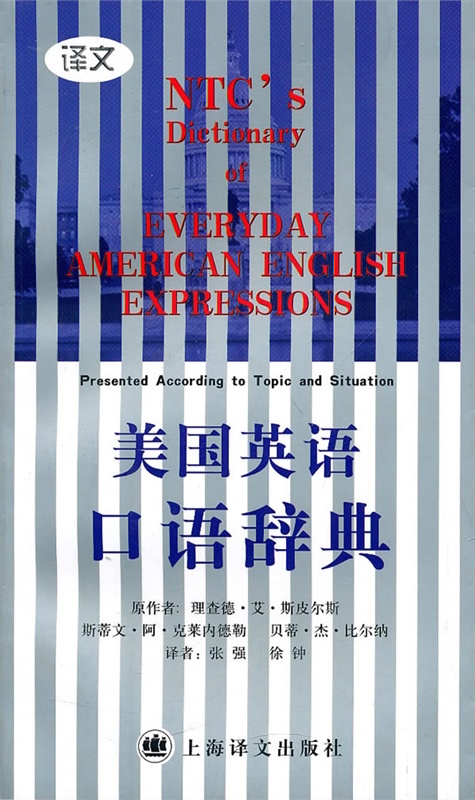 译文
NTC's
Dictionary
of
EVERYDAY
AMERICAN ENGLISH
EXPRESSIONS
Presented According to Topic and Situation
美国英语
口语辞典
原作者: 理查德·艾·斯皮尔斯
斯蒂文·阿·克莱内德勒 贝蒂·杰·比尔纳
译者: 张强 徐钟
上海译文出版社